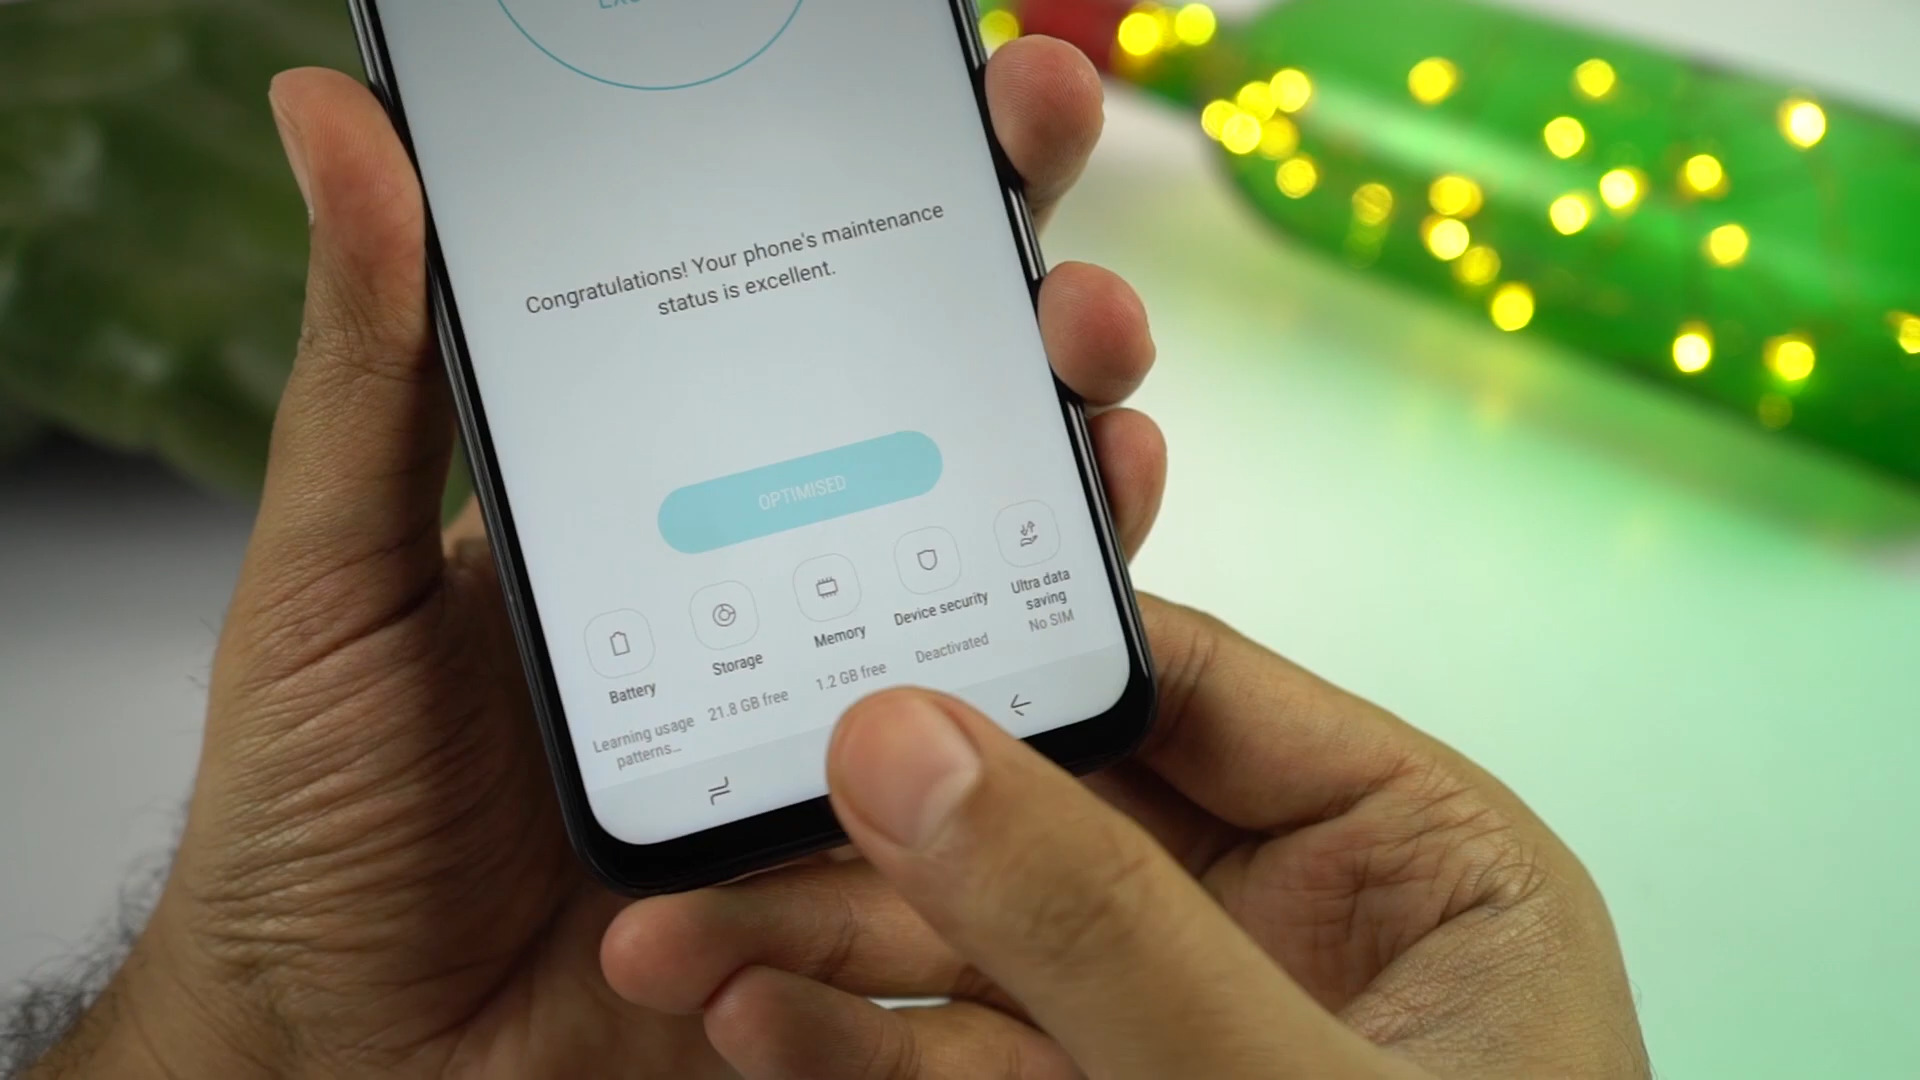 Congratulations! Your phone's maintenance
status is excellent.
OPTIMISED
Battery
Learning usage
patterns...
Storage
21.8 GB free
Memory
1.2 GB free
Device security
Deactivated
Ultra data
saving
No SIM